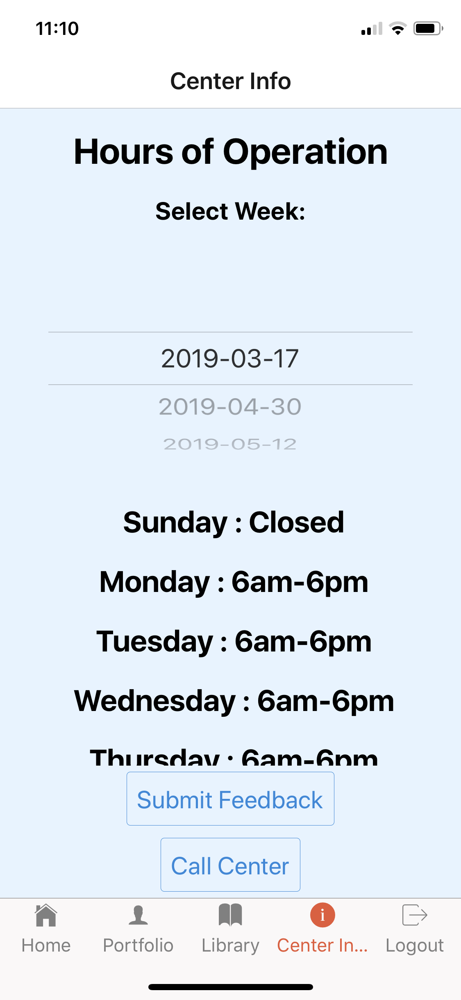 11:10
Center Info
Hours of Operation
Select Week:
2019-03-17
2019-04-30
2019-05-12
Sunday : Closed
Monday : 6am-6pm
Tuesday : 6am-6pm
Wednesday : 6am-6pm
Thursday : 6am-6pm
Submit Feedback
Call Center
Home Portfolio Library Center In... Logout